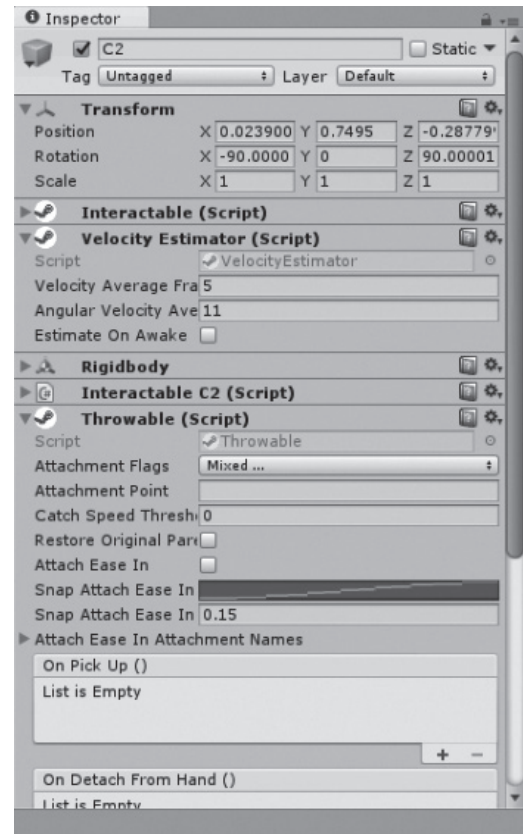 Inspector
C2
Static
Tag Untagged Layer Default
Transform
Position X 0.023900 Y 0.7495 Z -0.28779
Rotation X -90.0000 Y 0 Z 90.00001
Scale X 1 Y 1 Z 1
Interactable (Script)
Velocity Estimator (Script)
Script VelocityEstimator
Velocity Average Fra 5
Angular Velocity Ave 11
Estimate On Awake
Rigidbody
Interactable C2 (Script)
Throwable (Script)
Script Throwable
Attachment Flags Mixed ...
Attachment Point
Catch Speed Thresh 0
Restore Original Par
Attach Ease In
Snap Attach Ease In
Snap Attach Ease In 0.15
Attach Ease In Attachment Names
On Pick Up ()
List is Empty
+ −
On Detach From Hand ()
List is Empty